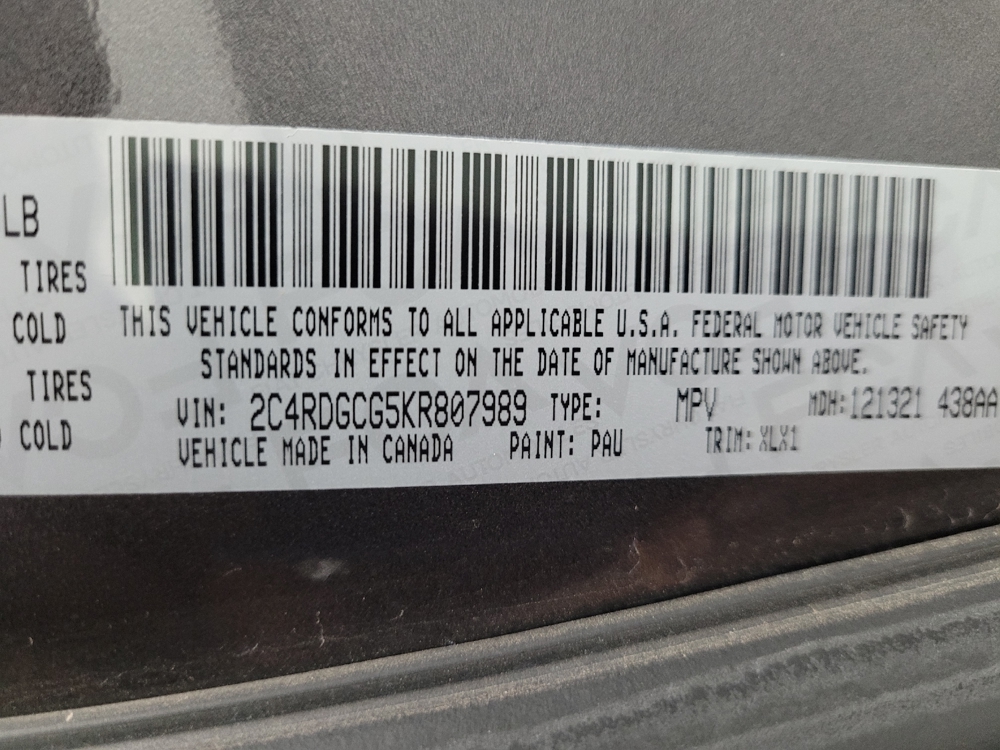 LB
TIRES
COLD
THIS VEHICLE CONFORMS TO ALL APPLICABLE U.S.A. FEDERAL MOTOR VEHICLE SAFETY
STANDARDS IN EFFECT ON THE DATE OF MANUFACTURE SHOWN ABOVE.
TIRES
COLD
VIN: 2C4RDGCG5KR807989 TYPE: MPV MDH: 121321 438AA
VEHICLE MADE IN CANADA PAINT: PAU TRIM: XLX1